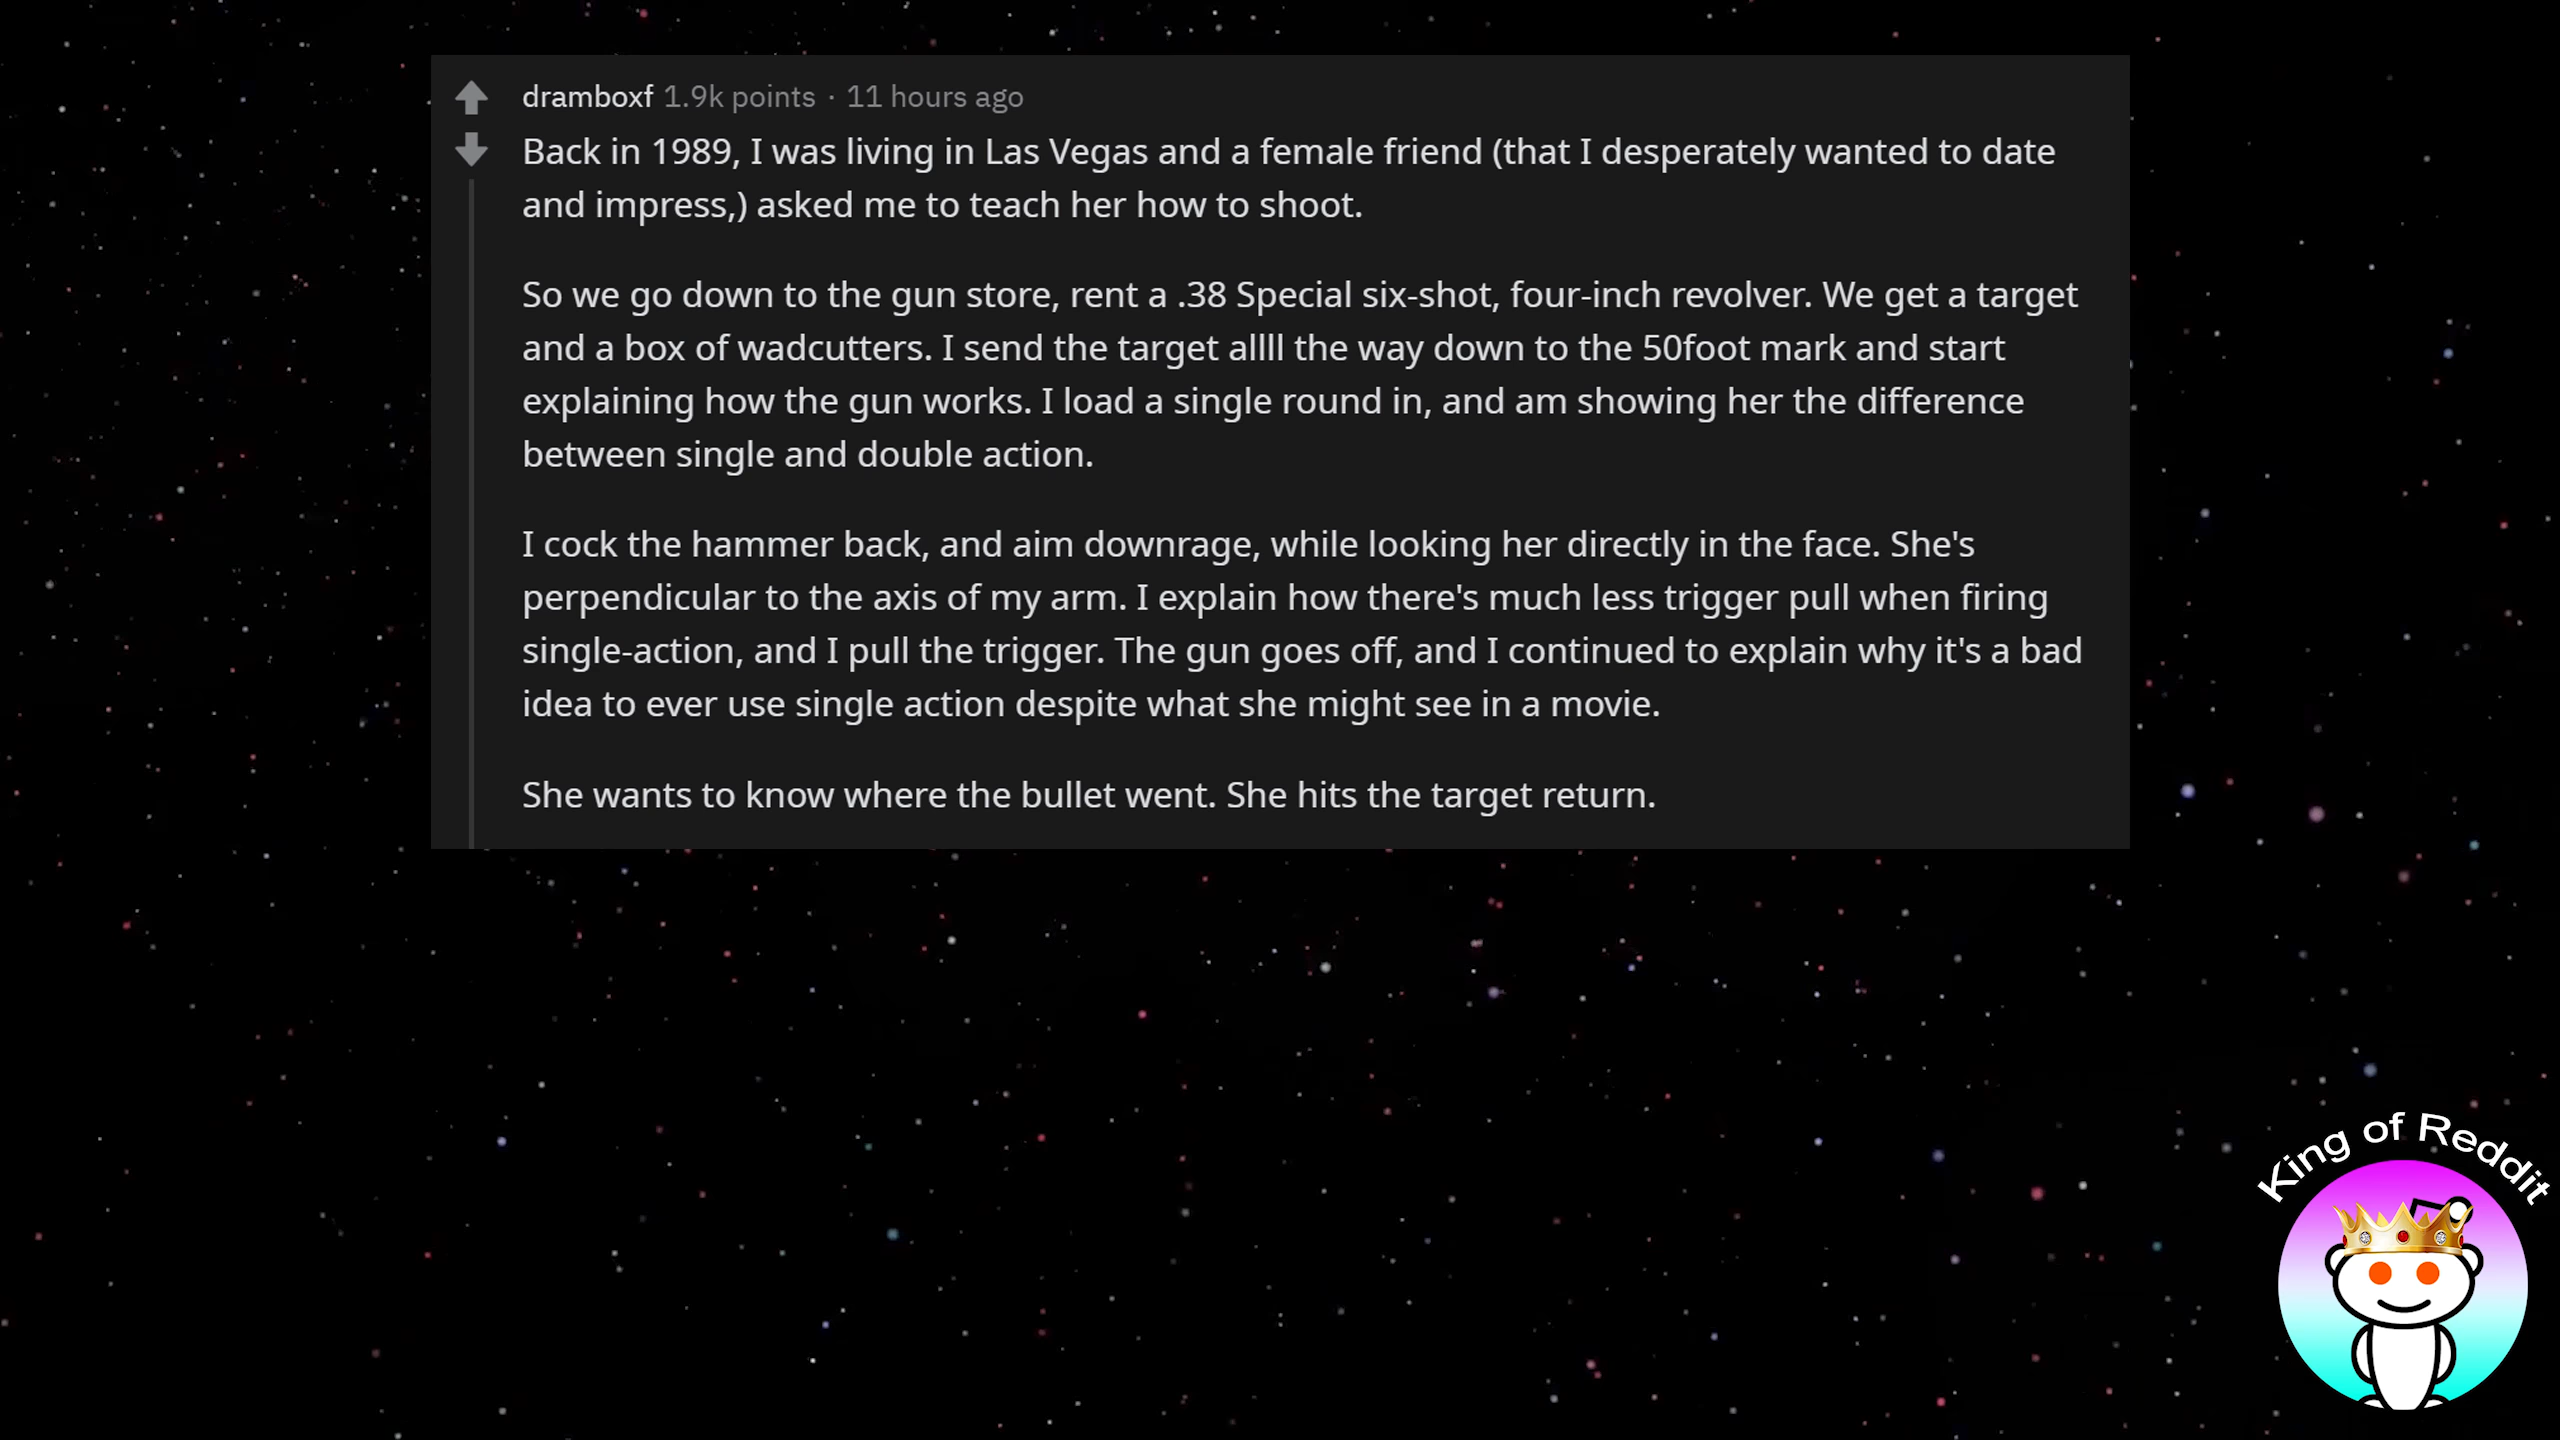 dramboxf 1.9k points · 11 hours ago
Back in 1989, I was living in Las Vegas and a female friend (that I desperately wanted to date
and impress,) asked me to teach her how to shoot.
So we go down to the gun store, rent a .38 Special six-shot, four-inch revolver. We get a target
and a box of wadcutters. I send the target allll the way down to the 50foot mark and start
explaining how the gun works. I load a single round in, and am showing her the difference
between single and double action.
I cock the hammer back, and aim downrage, while looking her directly in the face. She's
perpendicular to the axis of my arm. I explain how there's much less trigger pull when firing
single-action, and I pull the trigger. The gun goes off, and I continued to explain why it's a bad
idea to ever use single action despite what she might see in a movie.
She wants to know where the bullet went. She hits the target return.
King of Reddit